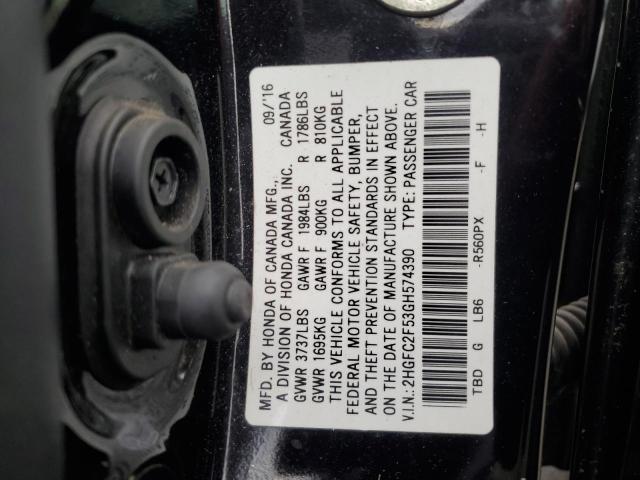 MFD. BY HONDA OF CANADA MFG., 09/'16
A DIVISION OF HONDA CANADA INC. CANADA
GVWR 3737LBS GAWR F 1984LBS R 1786LBS
GVWR 1695KG GAWR F 900KG R 810KG
THIS VEHICLE CONFORMS TO ALL APPLICABLE
FEDERAL MOTOR VEHICLE SAFETY, BUMPER,
AND THEFT PREVENTION STANDARDS IN EFFECT
ON THE DATE OF MANUFACTURE SHOWN ABOVE.
V.I.N.: 2HGFC2F53GH574390 TYPE: PASSENGER CAR
TBD G LB6 -R560PX -F -H